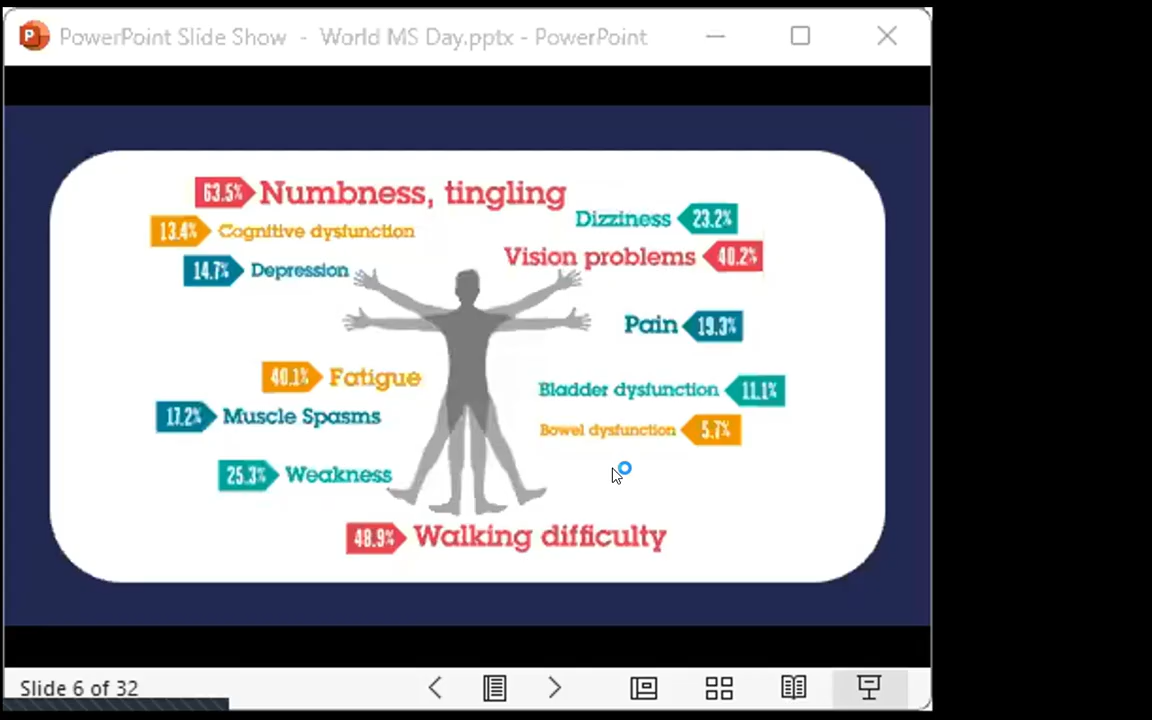 PowerPoint Slide Show - World MS Day.pptx - PowerPoint
63.5% Numbness, tingling
Dizziness 23.2%
13.4% Cognitive dysfunction
Vision problems 40.2%
14.7% Depression
Pain 19.3%
40.1% Fatigue
Bladder dysfunction 11.1%
17.2% Muscle Spasms
Bowel dysfunction 5.7%
25.3% Weakness
48.9% Walking difficulty
Slide 6 of 32